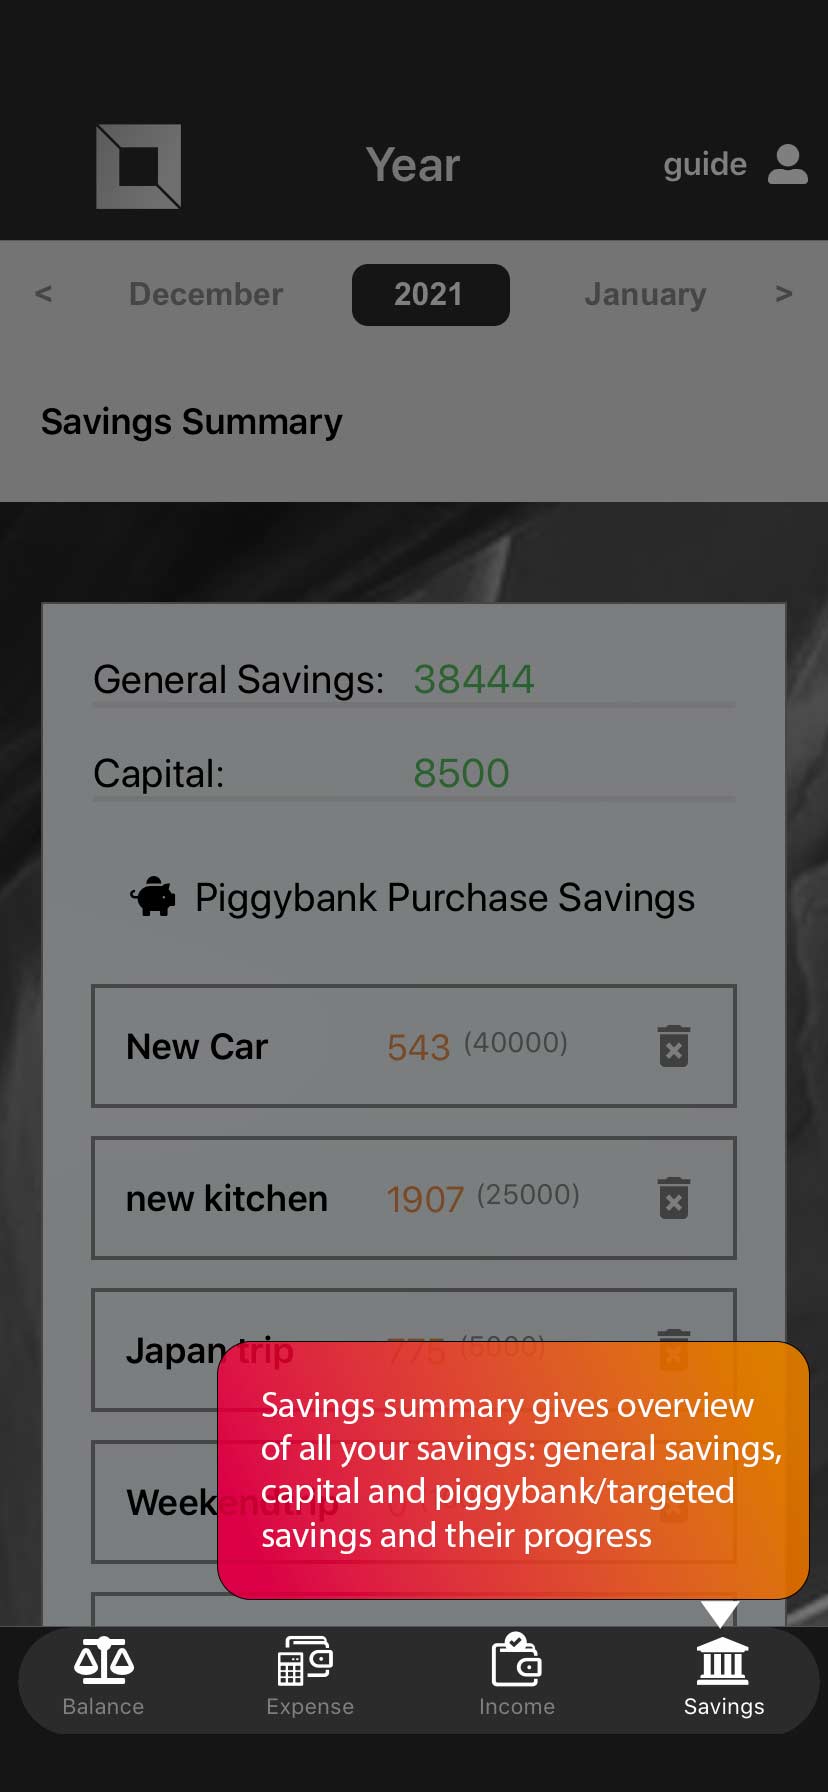 Year
guide
< December 2021 January >
Savings Summary
General Savings: 38444
Capital: 8500
Piggybank Purchase Savings
New Car 543 (40000)
new kitchen 1907 (25000)
Japan trip 775 (5000)
Weekendtrip
Savings summary gives overview
of all your savings: general savings,
capital and piggybank/targeted
savings and their progress
Balance Expense Income Savings